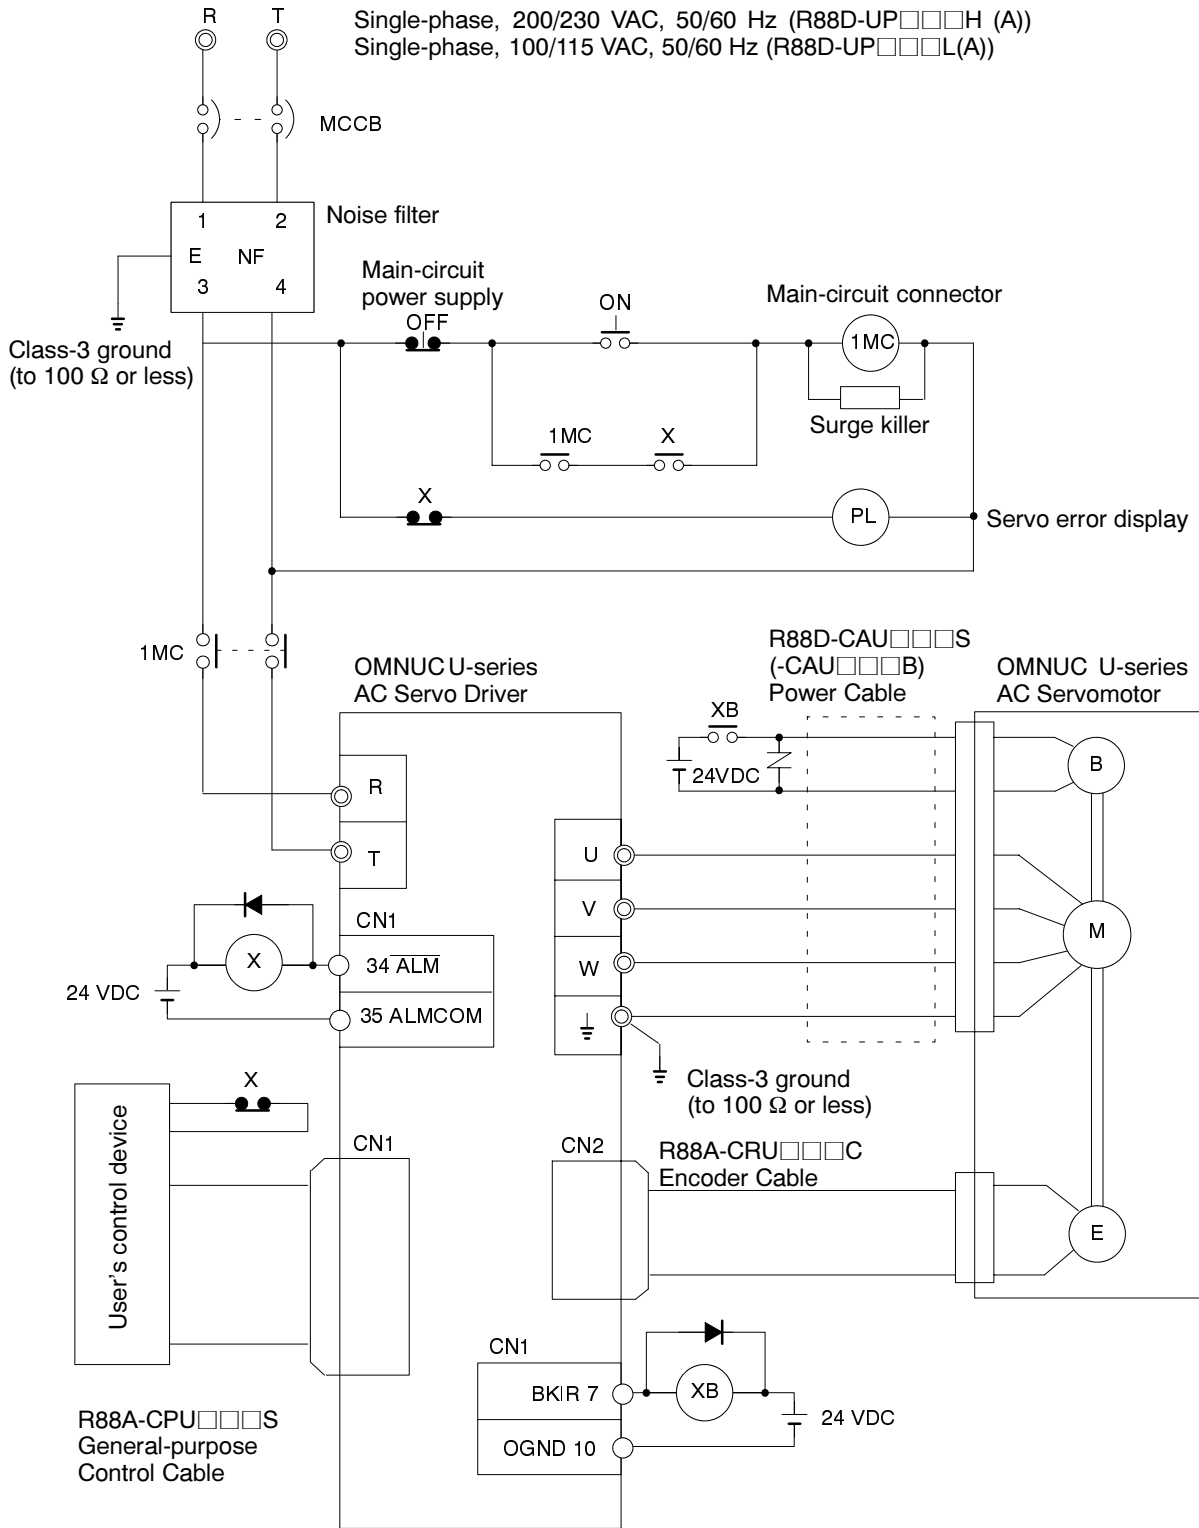 R T
Single-phase, 200/230 VAC, 50/60 Hz (R88D-UP□□□H (A))
Single-phase, 100/115 VAC, 50/60 Hz (R88D-UP□□□L(A))
MCCB
1 2
Noise filter
E NF
3 4
Class-3 ground
(to 100 Ω or less)
Main-circuit
power supply
OFF
ON
Main-circuit connector
1MC
Surge killer
1MC X
X
PL
Servo error display
1MC
OMNUC U-series
AC Servo Driver
R88D-CAU□□□S
(-CAU□□□B)
Power Cable
OMNUC U-series
AC Servomotor
XB
24VDC
B
R
T
U
V
W
M
CN1
X
34 ALM
24 VDC
35 ALMCOM
Class-3 ground
(to 100 Ω or less)
X
User's control device
CN1
CN2
R88A-CRU□□□C
Encoder Cable
E
CN1
BKIR 7
XB
OGND 10
24 VDC
R88A-CPU□□□S
General-purpose
Control Cable